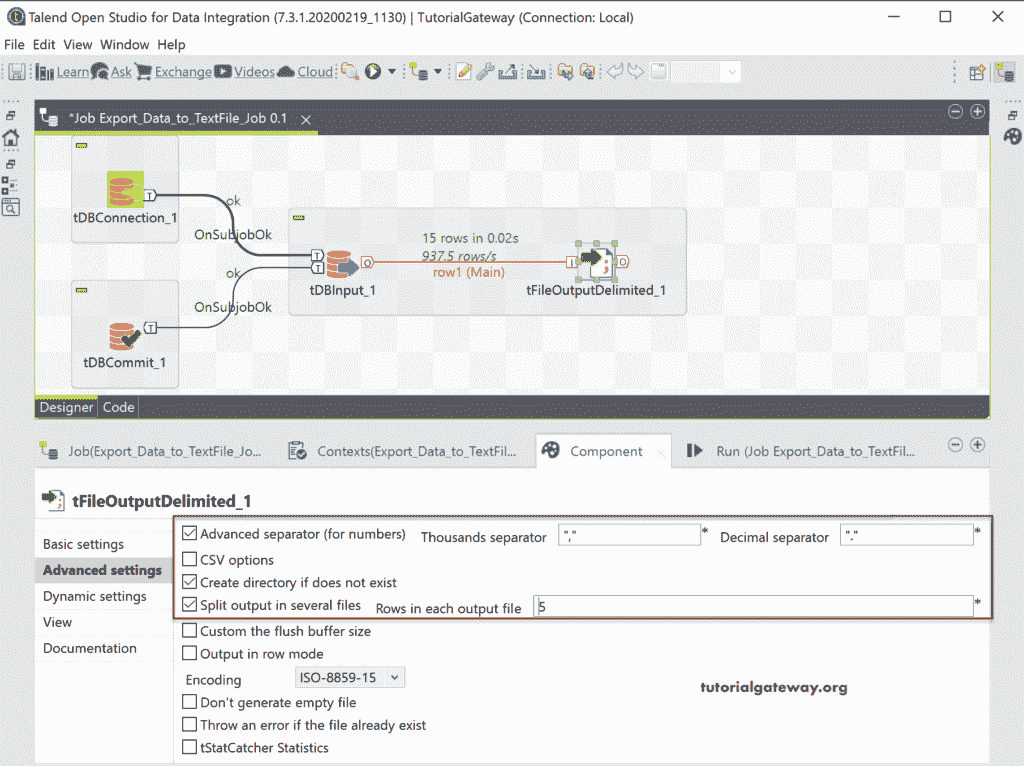 Talend Open Studio for Data Integration (7.3.1.20200219_1130) | TutorialGateway (Connection: Local)
File Edit View Window Help
Learn Ask Exchange Videos Cloud
*Job Export_Data_to_TextFile_Job 0.1
T
tDBConnection_1
ok
OnSubjobOk
15 rows in 0.02s
937.5 rows/s
row1 (Main)
T
T
O
I
O
tDBInput_1
tFileOutputDelimited_1
ok
OnSubjobOk
T
tDBCommit_1
Designer Code
Job(Export_Data_to_TextFile_Jo... Contexts(Export_Data_to_TextFil... Component Run (Job Export_Data_to_TextFil...
tFileOutputDelimited_1
Basic settings
Advanced settings
Dynamic settings
View
Documentation
Advanced separator (for numbers) Thousands separator "," * Decimal separator "." *
CSV options
Create directory if does not exist
Split output in several files Rows in each output file 5 *
Custom the flush buffer size
Output in row mode
Encoding ISO-8859-15
Don't generate empty file
Throw an error if the file already exist
tStatCatcher Statistics
tutorialgateway.org